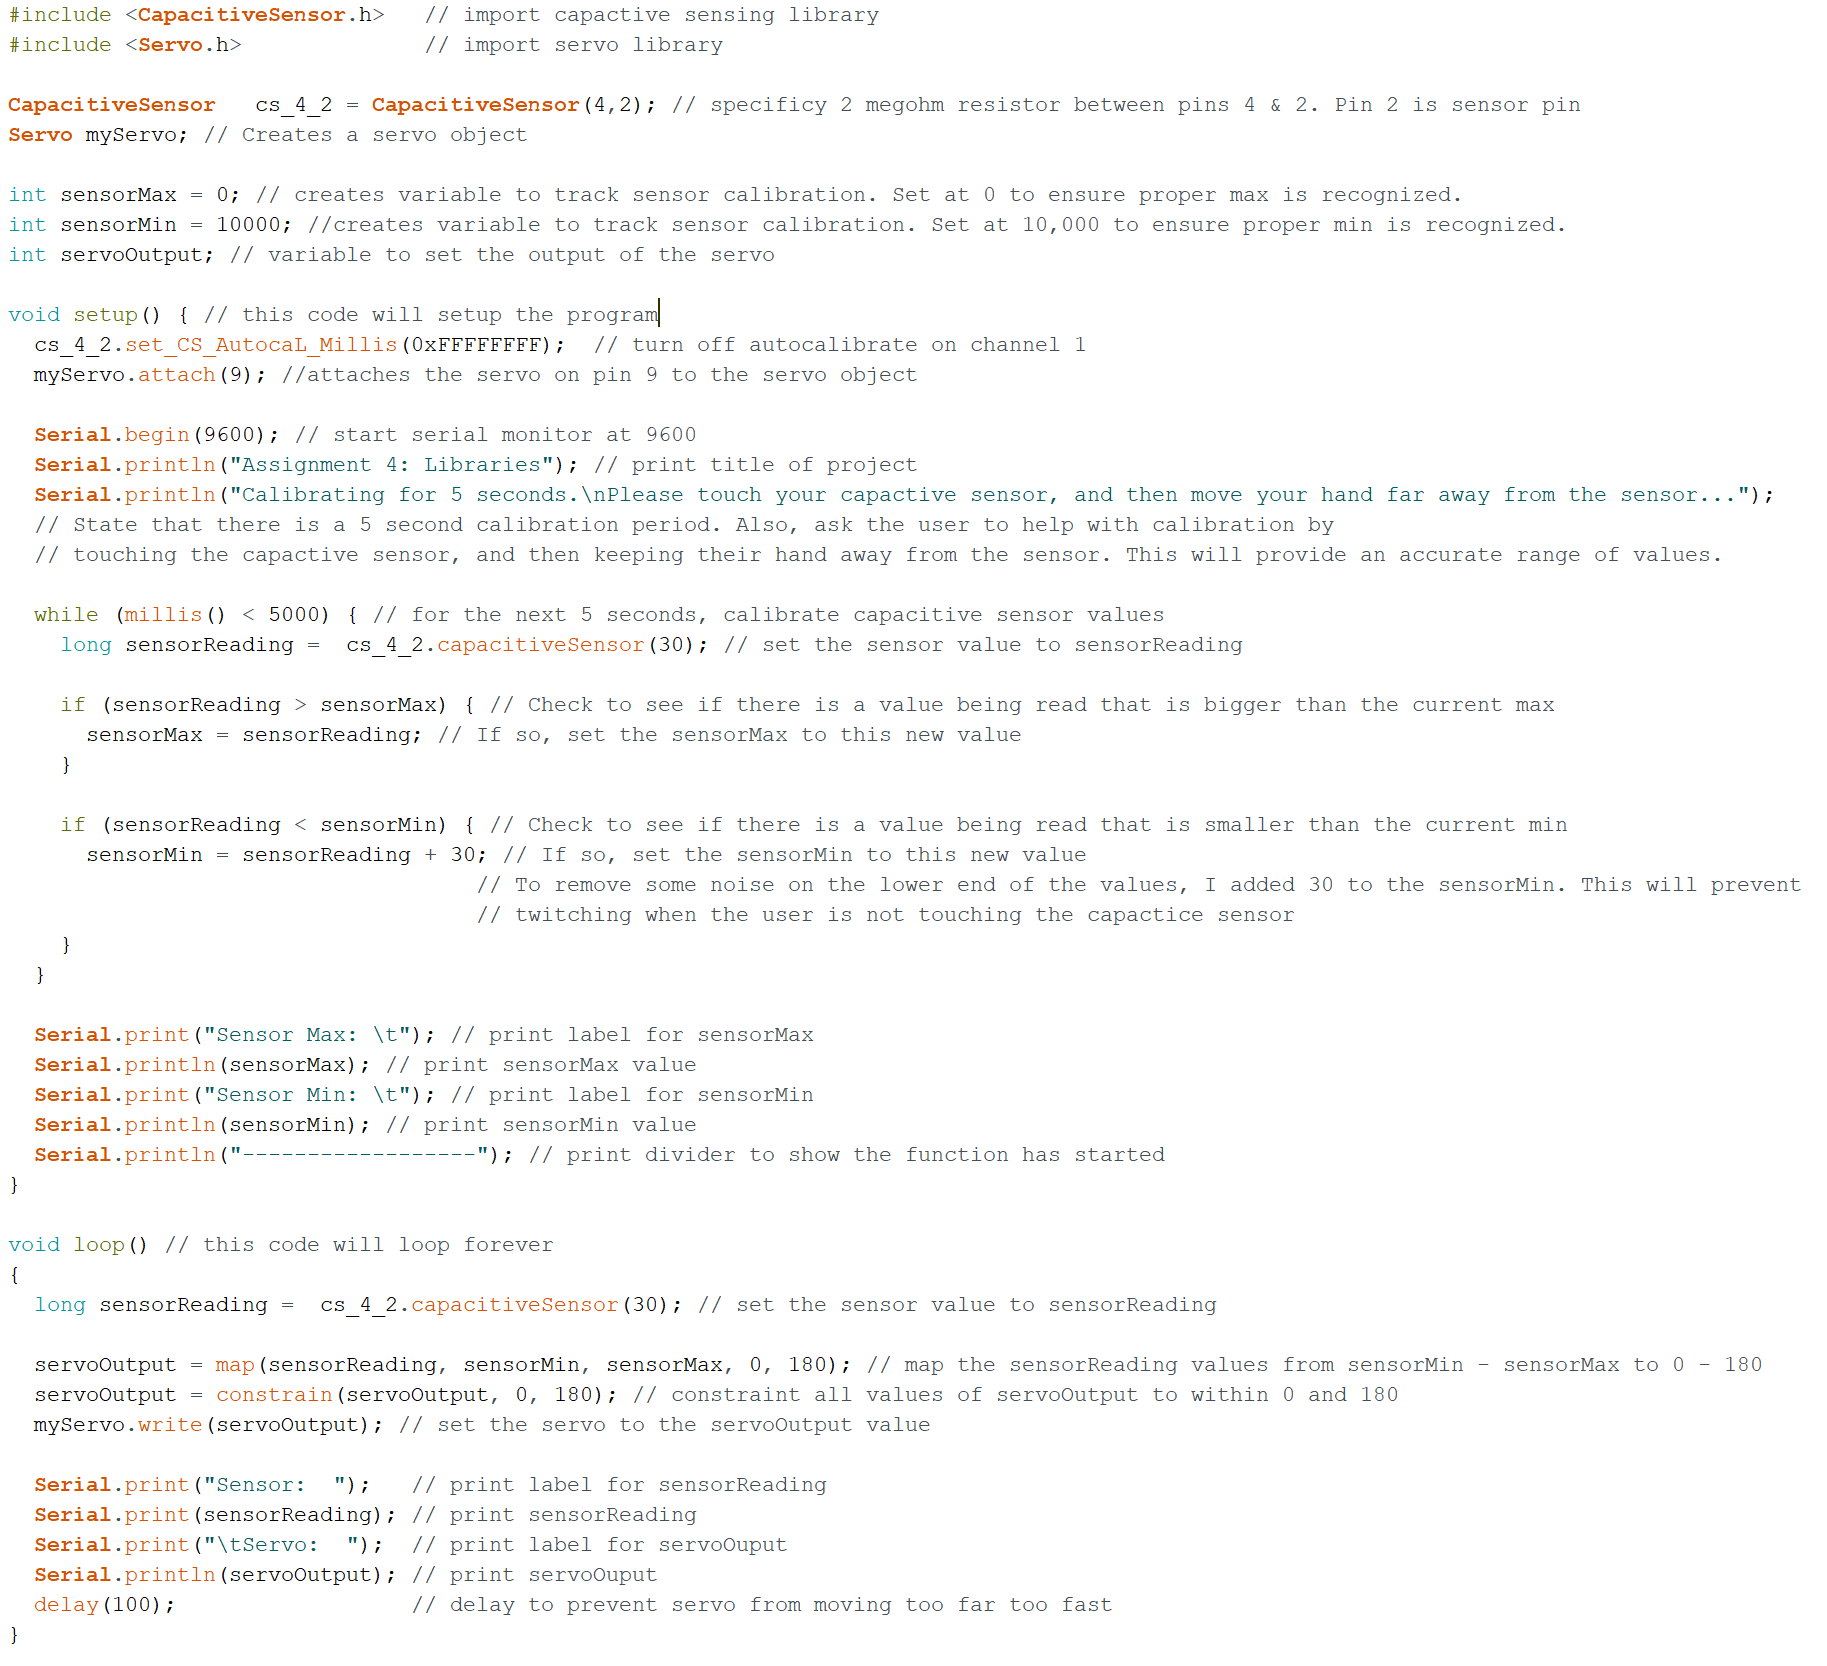 #include <CapacitiveSensor.h>   // import capactive sensing library
#include <Servo.h>              // import servo library

CapacitiveSensor   cs_4_2 = CapacitiveSensor(4,2); // specificy 2 megohm resistor between pins 4 & 2. Pin 2 is sensor pin
Servo myServo; // Creates a servo object

int sensorMax = 0; // creates variable to track sensor calibration. Set at 0 to ensure proper max is recognized.
int sensorMin = 10000; //creates variable to track sensor calibration. Set at 10,000 to ensure proper min is recognized.
int servoOutput; // variable to set the output of the servo

void setup() { // this code will setup the program
  cs_4_2.set_CS_AutocaL_Millis(0xFFFFFFFF);  // turn off autocalibrate on channel 1
  myServo.attach(9); //attaches the servo on pin 9 to the servo object

  Serial.begin(9600); // start serial monitor at 9600
  Serial.println("Assignment 4: Libraries"); // print title of project
  Serial.println("Calibrating for 5 seconds.\nPlease touch your capactive sensor, and then move your hand far away from the sensor...");
  // State that there is a 5 second calibration period. Also, ask the user to help with calibration by
  // touching the capactive sensor, and then keeping their hand away from the sensor. This will provide an accurate range of values.

  while (millis() < 5000) { // for the next 5 seconds, calibrate capacitive sensor values
    long sensorReading =  cs_4_2.capacitiveSensor(30); // set the sensor value to sensorReading

    if (sensorReading > sensorMax) { // Check to see if there is a value being read that is bigger than the current max
      sensorMax = sensorReading; // If so, set the sensorMax to this new value
    }

    if (sensorReading < sensorMin) { // Check to see if there is a value being read that is smaller than the current min
      sensorMin = sensorReading + 30; // If so, set the sensorMin to this new value
                                    // To remove some noise on the lower end of the values, I added 30 to the sensorMin. This will prevent
                                    // twitching when the user is not touching the capactice sensor
    }
  }

  Serial.print("Sensor Max: \t"); // print label for sensorMax
  Serial.println(sensorMax); // print sensorMax value
  Serial.print("Sensor Min: \t"); // print label for sensorMin
  Serial.println(sensorMin); // print sensorMin value
  Serial.println("------------------"); // print divider to show the function has started
}

void loop() // this code will loop forever
{
  long sensorReading =  cs_4_2.capacitiveSensor(30); // set the sensor value to sensorReading

  servoOutput = map(sensorReading, sensorMin, sensorMax, 0, 180); // map the sensorReading values from sensorMin - sensorMax to 0 - 180
  servoOutput = constrain(servoOutput, 0, 180); // constraint all values of servoOutput to within 0 and 180
  myServo.write(servoOutput); // set the servo to the servoOutput value

  Serial.print("Sensor:  ");   // print label for sensorReading
  Serial.print(sensorReading); // print sensorReading
  Serial.print("\tServo:  ");  // print label for servoOuput
  Serial.println(servoOutput); // print servoOuput
  delay(100);                  // delay to prevent servo from moving too far too fast
}